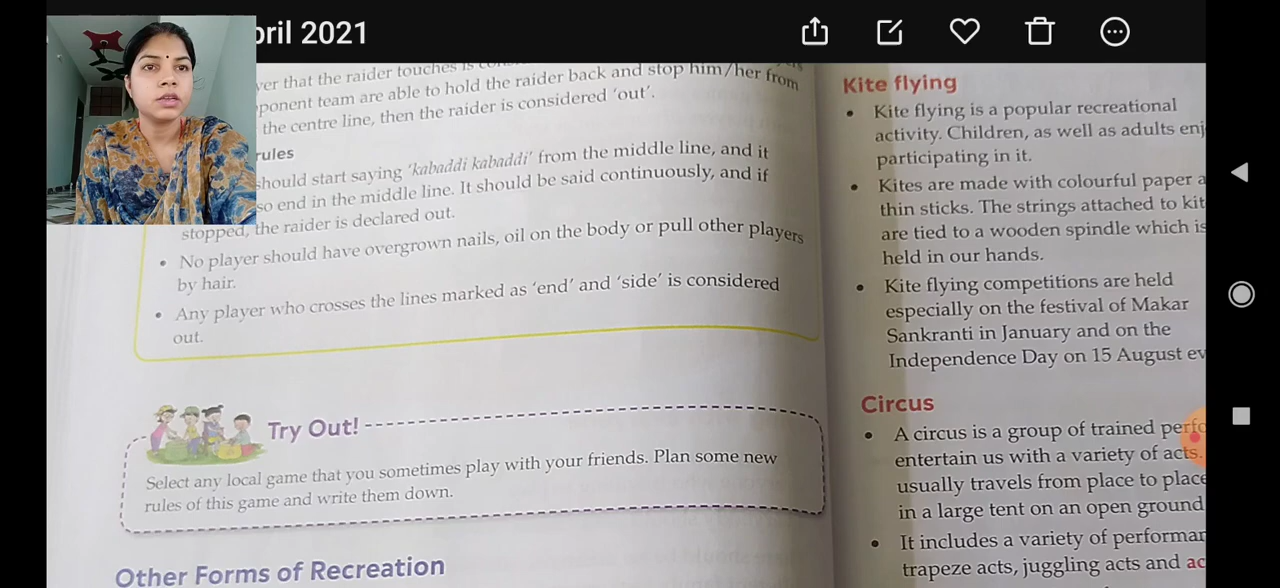 pril 2021
ver that the raider touches is
pponent team are able to hold the raider back and stop him/her from
the centre line, then the raider is considered 'out'.
rules
should start saying 'kabaddi kabaddi' from the middle line, and it
so end in the middle line. It should be said continuously, and if
stopped, the raider is declared out.
• No player should have overgrown nails, oil on the body or pull other players
by hair.
• Any player who crosses the lines marked as 'end' and 'side' is considered
out.
Try Out!
Select any local game that you sometimes play with your friends. Plan some new
rules of this game and write them down.
Other Forms of Recreation
Kite flying
• Kite flying is a popular recreational
activity. Children, as well as adults enj
participating in it.
• Kites are made with colourful paper a
thin sticks. The strings attached to kit
are tied to a wooden spindle which is
held in our hands.
• Kite flying competitions are held
especially on the festival of Makar
Sankranti in January and on the
Independence Day on 15 August ev
Circus
• A circus is a group of trained perfo
entertain us with a variety of acts.
usually travels from place to place
in a large tent on an open ground
• It includes a variety of performan
trapeze acts, juggling acts and ac